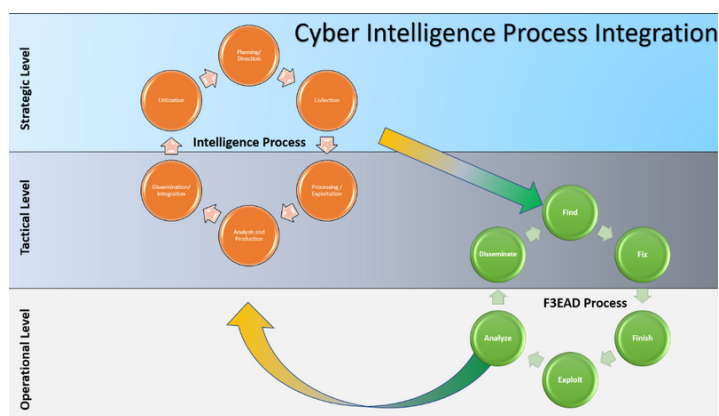 Cyber Intelligence Process Integration
Strategic Level
Planning/
Direction
Utilization
Collection
Intelligence Process
Tactical Level
Dissemination/
Integration
Processing /
Exploitation
Analysis and
Production
Find
Disseminate
Fix
F3EAD Process
Operational Level
Analyze
Finish
Exploit